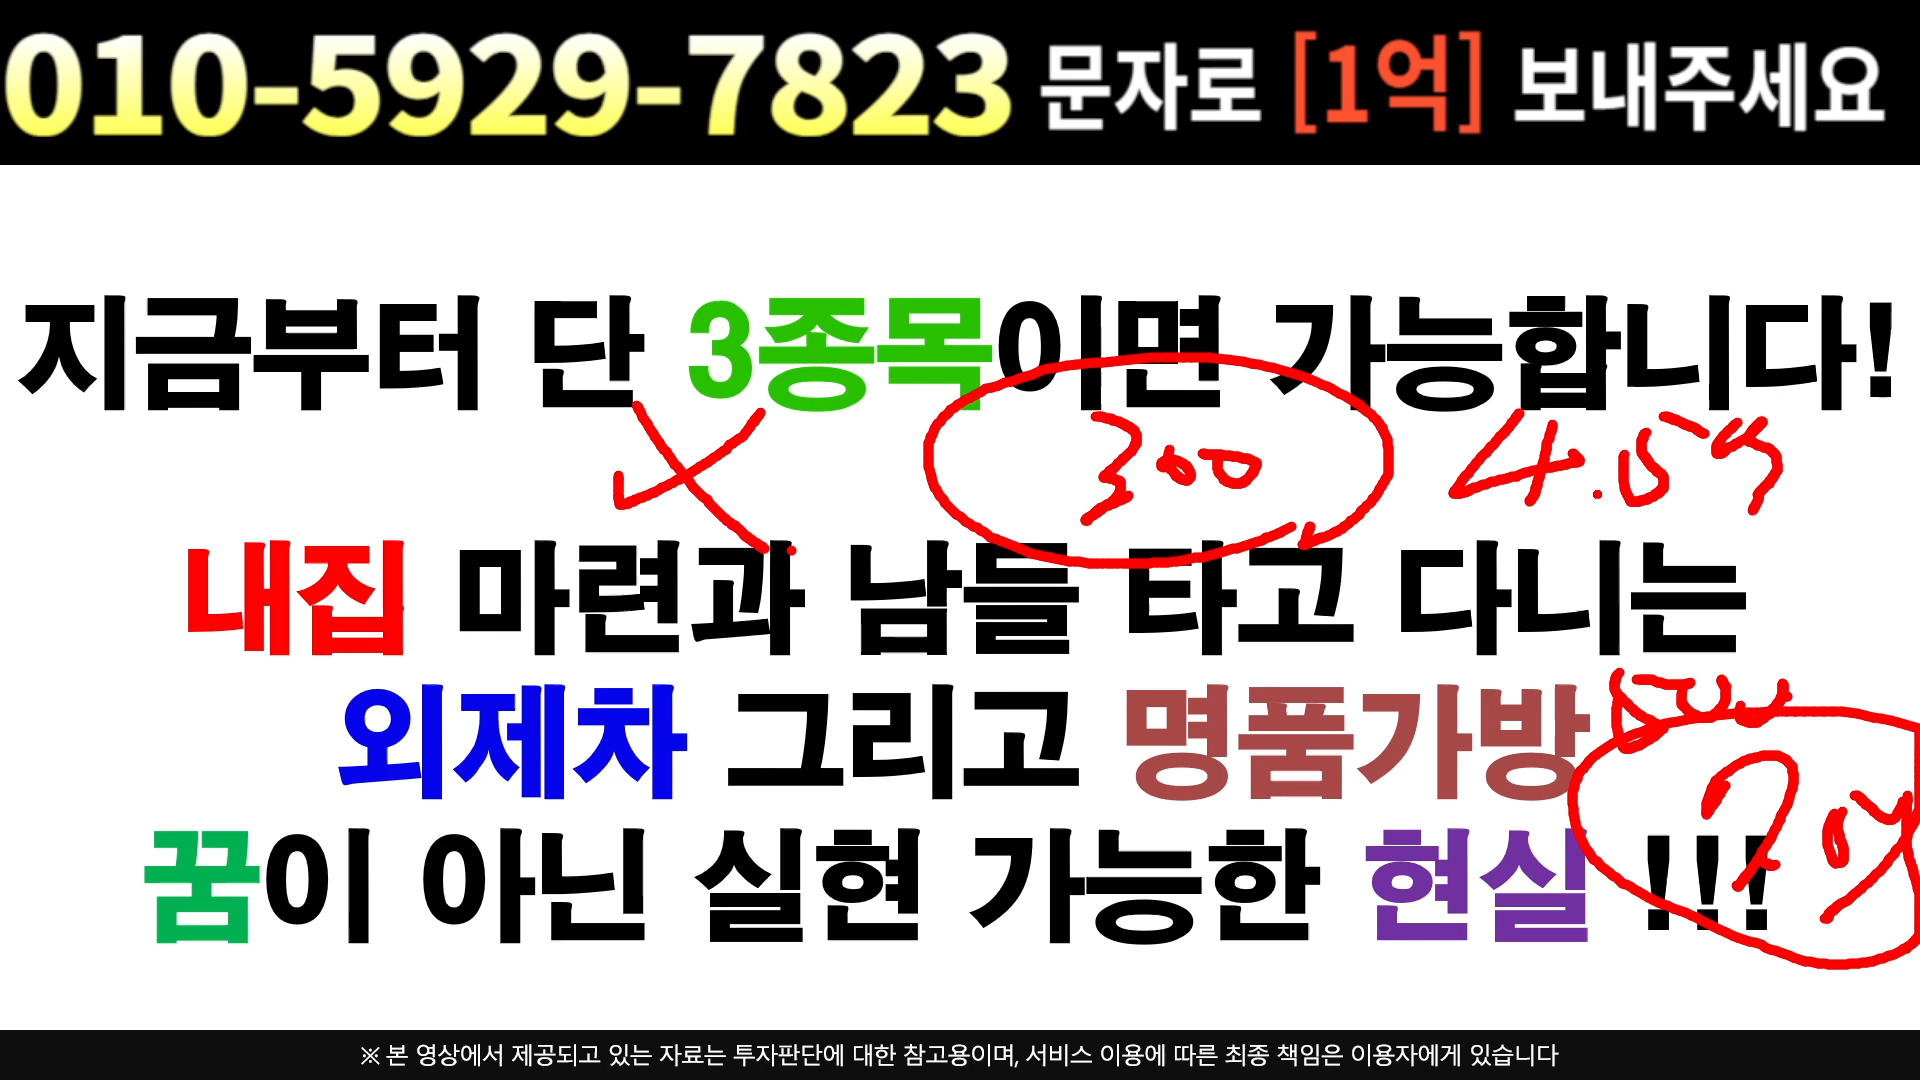 010-5929-7823 문자로 [1억] 보내주세요
지금부터 단 3종목이면 가능합니다!
300
4.5억
내집 마련과 남들 타고 다니는
외제차 그리고 명품가방
꿈이 아닌 실현 가능한 현실 !!!
※ 본 영상에서 제공되고 있는 자료는 투자판단에 대한 참고용이며, 서비스 이용에 따른 최종 책임은 이용자에게 있습니다